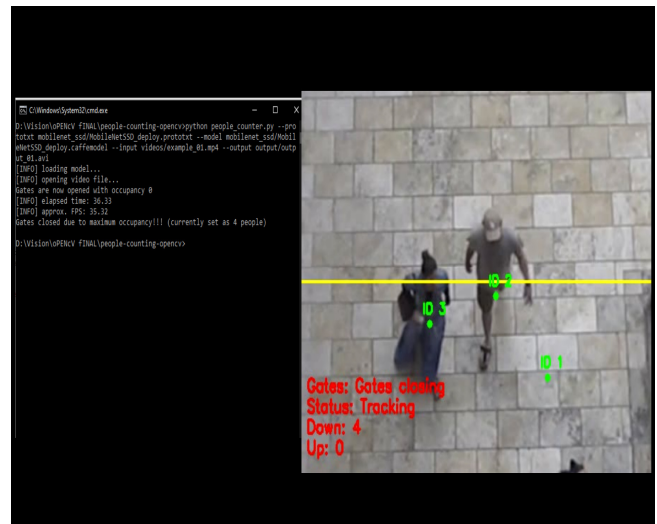 C:\Windows\System32\cmd.exe
D:\Vision\oPENcV fINAL\people-counting-opencv>python people_counter.py --pro
totxt mobilenet_ssd/MobileNetSSD_deploy.prototxt --model mobilenet_ssd/Mobil
eNetSSD_deploy.caffemodel --input videos/example_01.mp4 --output output/outp
ut_01.avi
[INFO] loading model...
[INFO] opening video file...
Gates are now opened with occupancy 0
[INFO] elapsed time: 36.33
[INFO] approx. FPS: 35.32
Gates closed due to maximum occupancy!!! (currently set as 4 people)
D:\Vision\oPENcV fINAL\people-counting-opencv>
ID 2
ID 3
ID 1
Gates: Gates closing
Status: Tracking
Down: 4
Up: 0